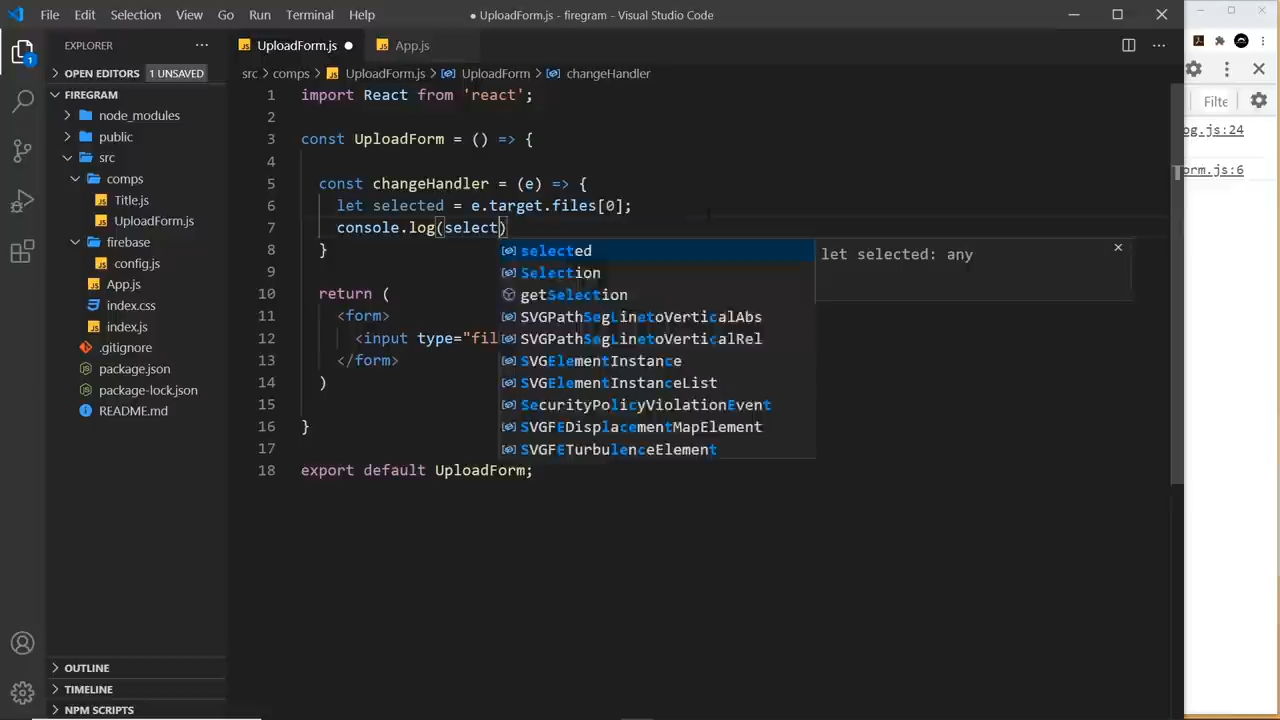 File Edit Selection View Go Run Terminal Help
● UploadForm.js - firegram - Visual Studio Code
EXPLORER
UploadForm.js
App.js
OPEN EDITORS 1 UNSAVED
src > comps > UploadForm.js > UploadForm > changeHandler
FIREGRAM
node_modules
public
src
comps
Title.js
UploadForm.js
firebase
config.js
App.js
index.css
index.js
.gitignore
package.json
package-lock.json
README.md
OUTLINE
TIMELINE
NPM SCRIPTS
1
1 import React from 'react';
2
3 const UploadForm = () => {
4
5 const changeHandler = (e) => {
6 let selected = e.target.files[0];
7 console.log(select)
8 }
9
10 return (
11 <form>
12 <input type="fil
13 </form>
14 )
15
16 }
17
18 export default UploadForm;
selected
Selection
getSelection
SVGPathSegLinetoVerticalAbs
SVGPathSegLinetoVerticalRel
SVGElementInstance
SVGElementInstanceList
SecurityPolicyViolationEvent
SVGFEDisplacementMapElement
SVGFETurbulenceElement
let selected: any
Filte
og.js:24
orm.js:6